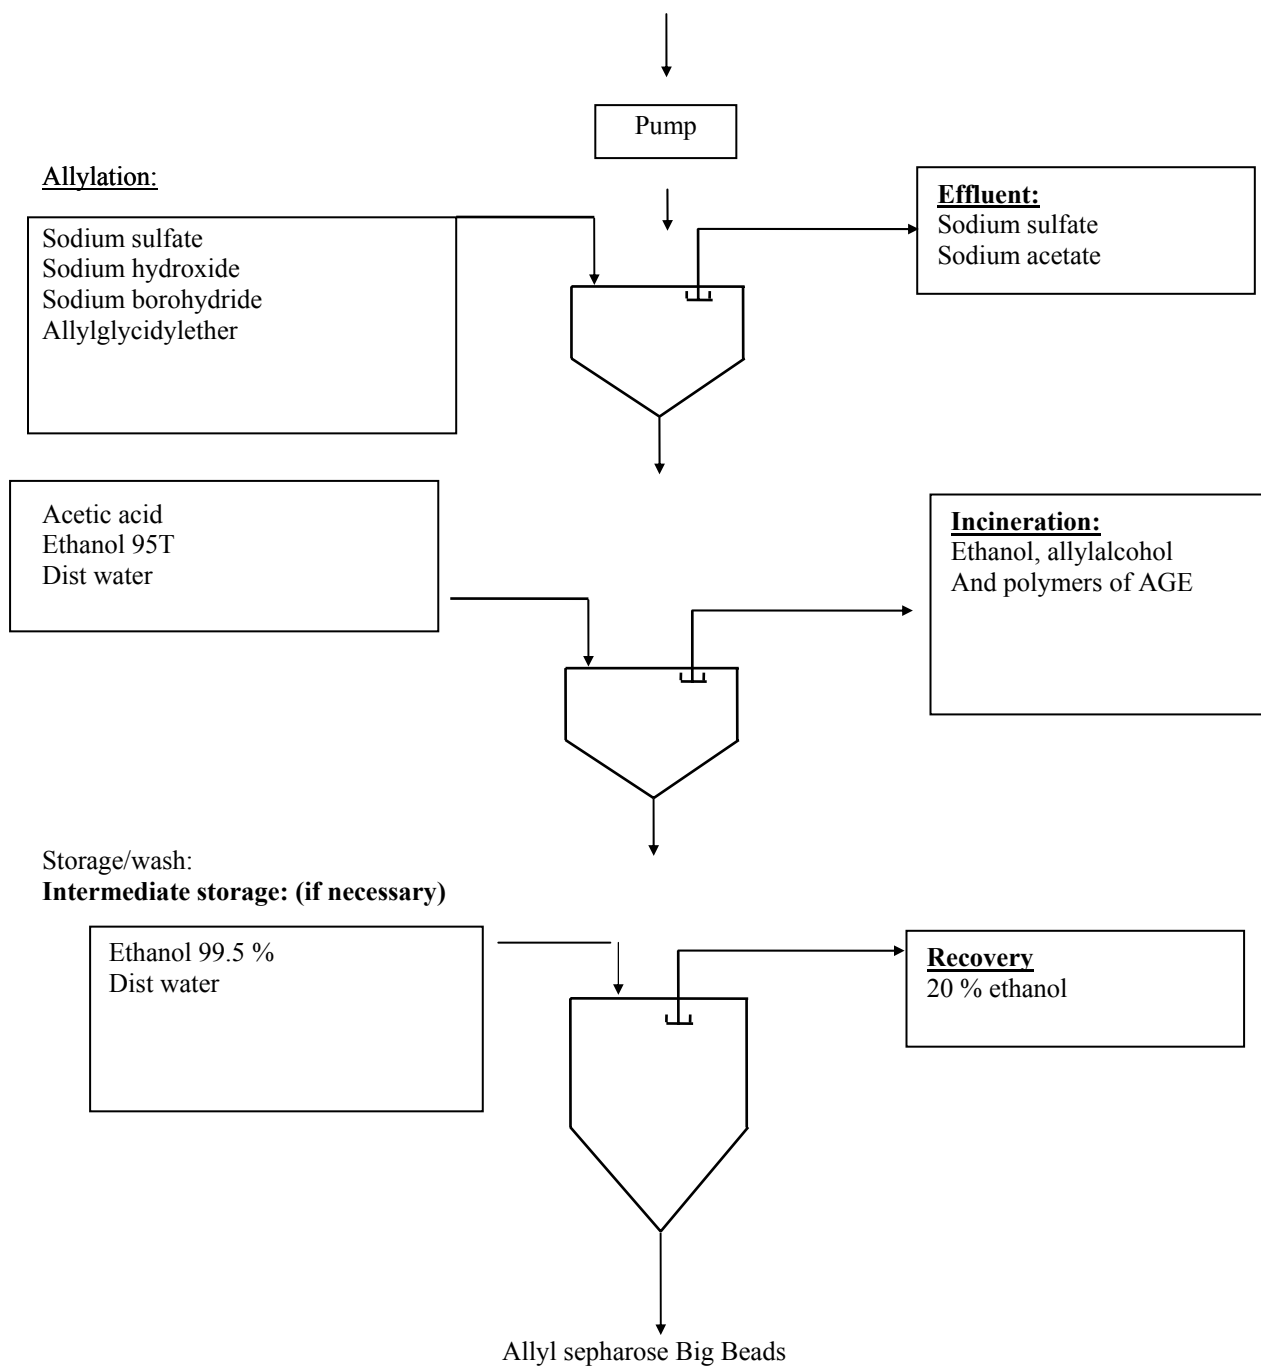 Pump
Allylation:
Effluent:
Sodium sulfate
Sodium acetate
Sodium sulfate
Sodium hydroxide
Sodium borohydride
Allylglycidylether
Acetic acid
Ethanol 95T
Dist water
Incineration:
Ethanol, allylalcohol
And polymers of AGE
Storage/wash:
Intermediate storage: (if necessary)
Ethanol 99.5 %
Dist water
Recovery
20 % ethanol
Allyl sepharose Big Beads